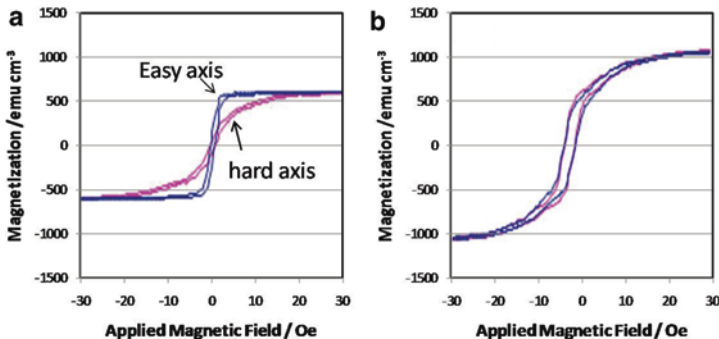 a
Magnetization /emu cm⁻³
1500
1000
500
0
-500
-1000
-1500
Easy axis
hard axis
-30 -20 -10 0 10 20 30
Applied Magnetic Field / Oe
b
Magnetization /emu cm⁻³
1500
1000
500
0
-500
-1000
-1500
-30 -20 -10 0 10 20 30
Applied Magnetic Field / Oe